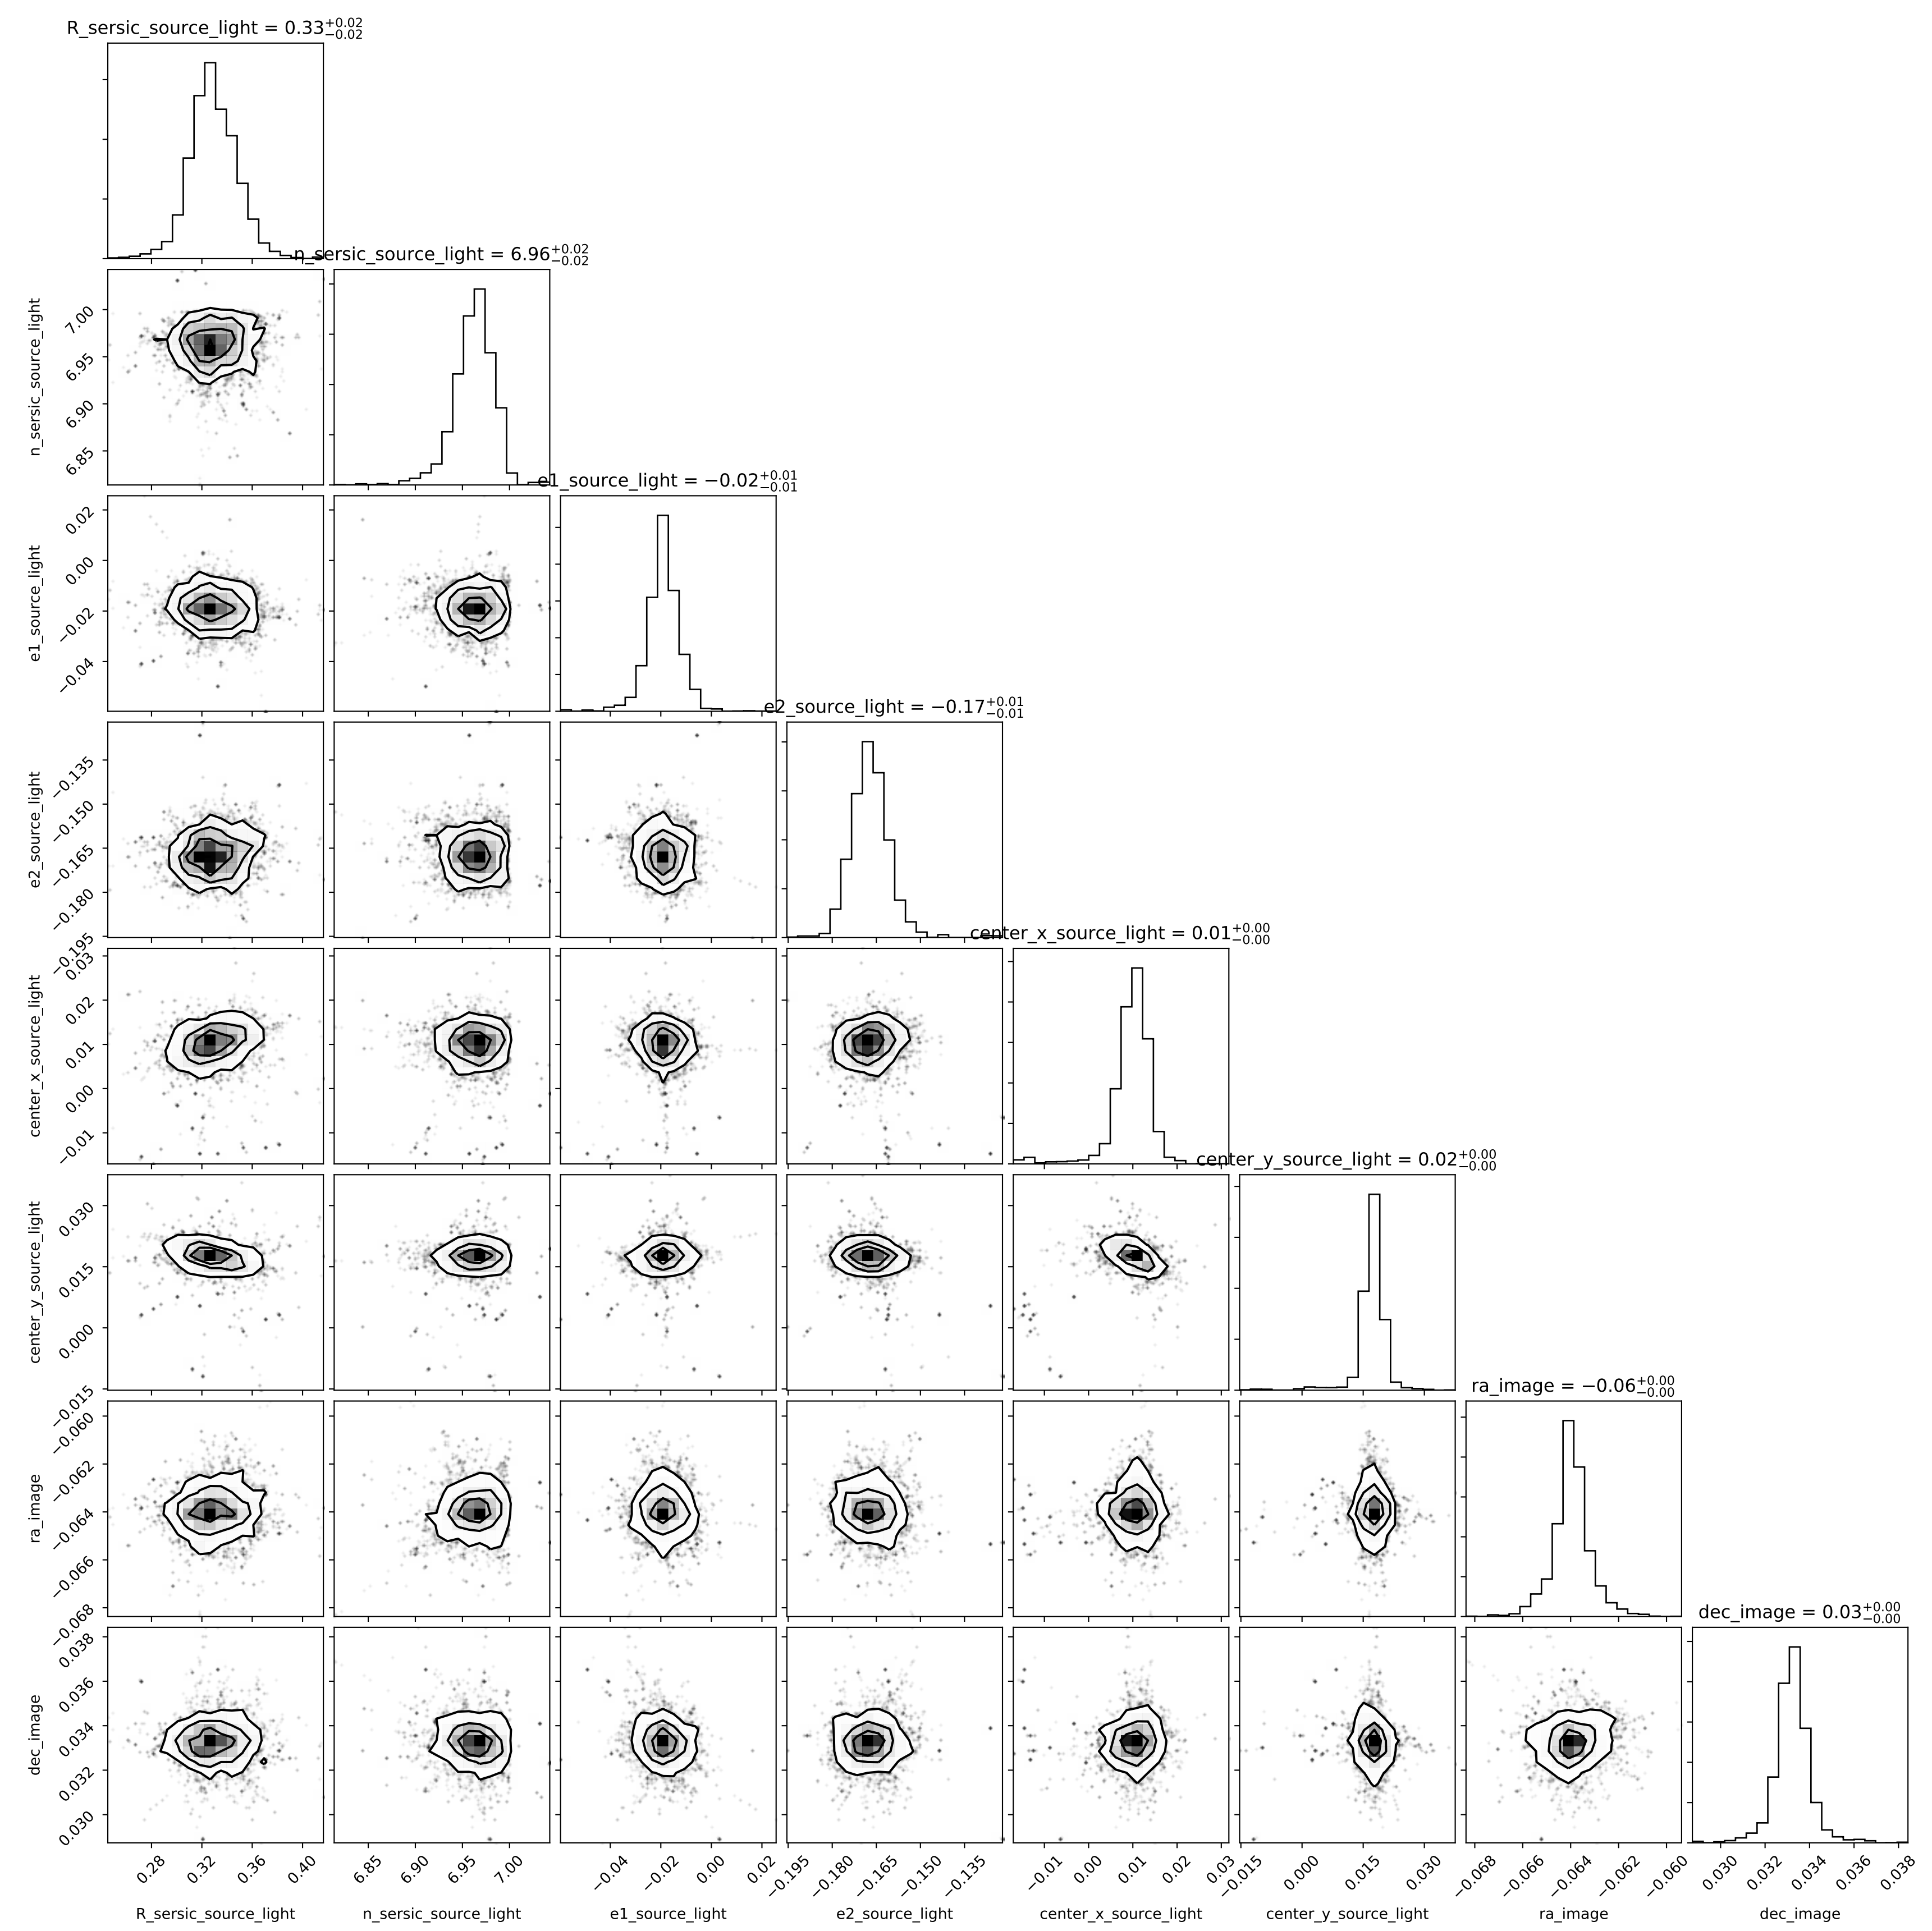 R_sersic_source_light = 0.33+0.02 −0.02
n_sersic_source_light = 6.96+0.02 −0.02
n_sersic_source_light
7.00
6.95
6.90
6.85
e1_source_light = −0.02+0.01 −0.01
e1_source_light
0.02
0.00
−0.02
−0.04
e2_source_light = −0.17+0.01 −0.01
e2_source_light
−0.135
−0.150
−0.165
−0.180
−0.195
center_x_source_light = 0.01+0.00 −0.00
center_x_source_light
0.03
0.02
0.01
0.00
−0.01
center_y_source_light = 0.02+0.00 −0.00
center_y_source_light
0.030
0.015
0.000
−0.015
ra_image = −0.06+0.00 −0.00
ra_image
−0.060
−0.062
−0.064
−0.066
−0.068
dec_image = 0.03+0.00 −0.00
dec_image
0.038
0.036
0.034
0.032
0.030
0.28 0.32 0.36 0.40 6.85 6.90 6.95 7.00 −0.04 −0.02 0.00 0.02 −0.195 −0.180 −0.165 −0.150 −0.135 −0.01 0.00 0.01 0.02 0.03 −0.015 0.000 0.015 0.030 −0.068 −0.066 −0.064 −0.062 −0.060 0.030 0.032 0.034 0.036 0.038
R_sersic_source_light n_sersic_source_light e1_source_light e2_source_light center_x_source_light center_y_source_light ra_image dec_image